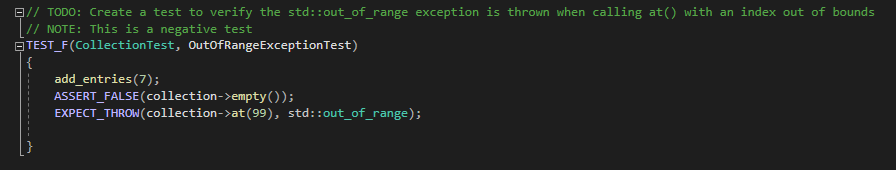 // TODO: Create a test to verify the std::out_of_range exception is thrown when calling at() with an index out of bounds
// NOTE: This is a negative test
TEST_F(CollectionTest, OutOfRangeExceptionTest)
{
    add_entries(7);
    ASSERT_FALSE(collection->empty());
    EXPECT_THROW(collection->at(99), std::out_of_range);
}